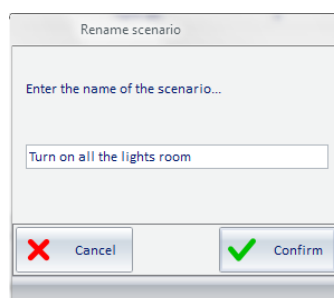 Rename scenario
Enter the name of the scenario...
Turn on all the lights room
Cancel
Confirm